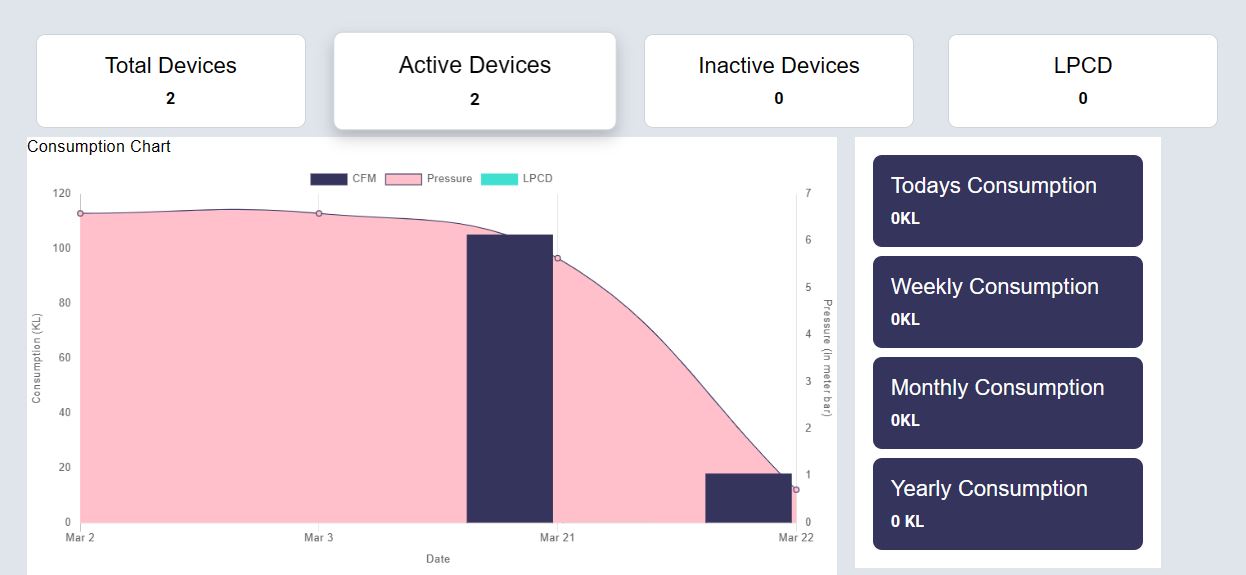 Total Devices
2
Active Devices
2
Inactive Devices
0
LPCD
0
Consumption Chart
CFM Pressure LPCD
120
100
80
60
40
20
0
Consumption (KL)
7
6
5
4
3
2
1
0
Pressure (in meter bar)
Mar 2 Mar 3 Mar 21 Mar 22
Date
Todays Consumption
0KL
Weekly Consumption
0KL
Monthly Consumption
0KL
Yearly Consumption
0 KL